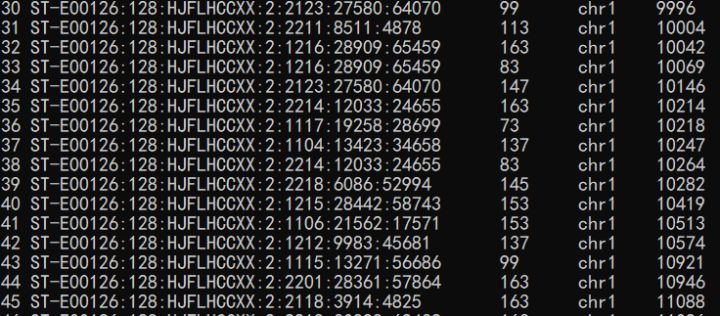 30 ST-E00126:128:HJFLHCCXX:2:2123:27580:64070 99 chr1 9996
31 ST-E00126:128:HJFLHCCXX:2:2211:8511:4878 113 chr1 10004
32 ST-E00126:128:HJFLHCCXX:2:1216:28909:65459 163 chr1 10042
33 ST-E00126:128:HJFLHCCXX:2:1216:28909:65459 83 chr1 10069
34 ST-E00126:128:HJFLHCCXX:2:2123:27580:64070 147 chr1 10146
35 ST-E00126:128:HJFLHCCXX:2:2214:12033:24655 163 chr1 10214
36 ST-E00126:128:HJFLHCCXX:2:1117:19258:28699 73 chr1 10218
37 ST-E00126:128:HJFLHCCXX:2:1104:13423:34658 137 chr1 10247
38 ST-E00126:128:HJFLHCCXX:2:2214:12033:24655 83 chr1 10264
39 ST-E00126:128:HJFLHCCXX:2:2218:6086:52994 145 chr1 10282
40 ST-E00126:128:HJFLHCCXX:2:1215:28442:58743 153 chr1 10419
41 ST-E00126:128:HJFLHCCXX:2:1106:21562:17571 153 chr1 10513
42 ST-E00126:128:HJFLHCCXX:2:1212:9983:45681 137 chr1 10574
43 ST-E00126:128:HJFLHCCXX:2:1115:13271:56686 99 chr1 10921
44 ST-E00126:128:HJFLHCCXX:2:2201:28361:57864 163 chr1 10946
45 ST-E00126:128:HJFLHCCXX:2:2118:3914:4825 163 chr1 11088